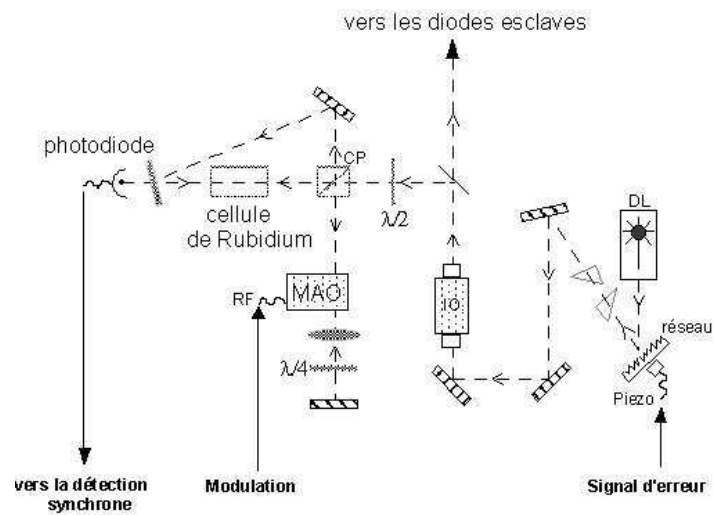 vers les diodes esclaves
photodiode
CP
DL
cellule
de Rubidium
λ/2
RF
MAO
IO
réseau
λ/4
Piezo
vers la détection
synchrone
Modulation
Signal d'erreur